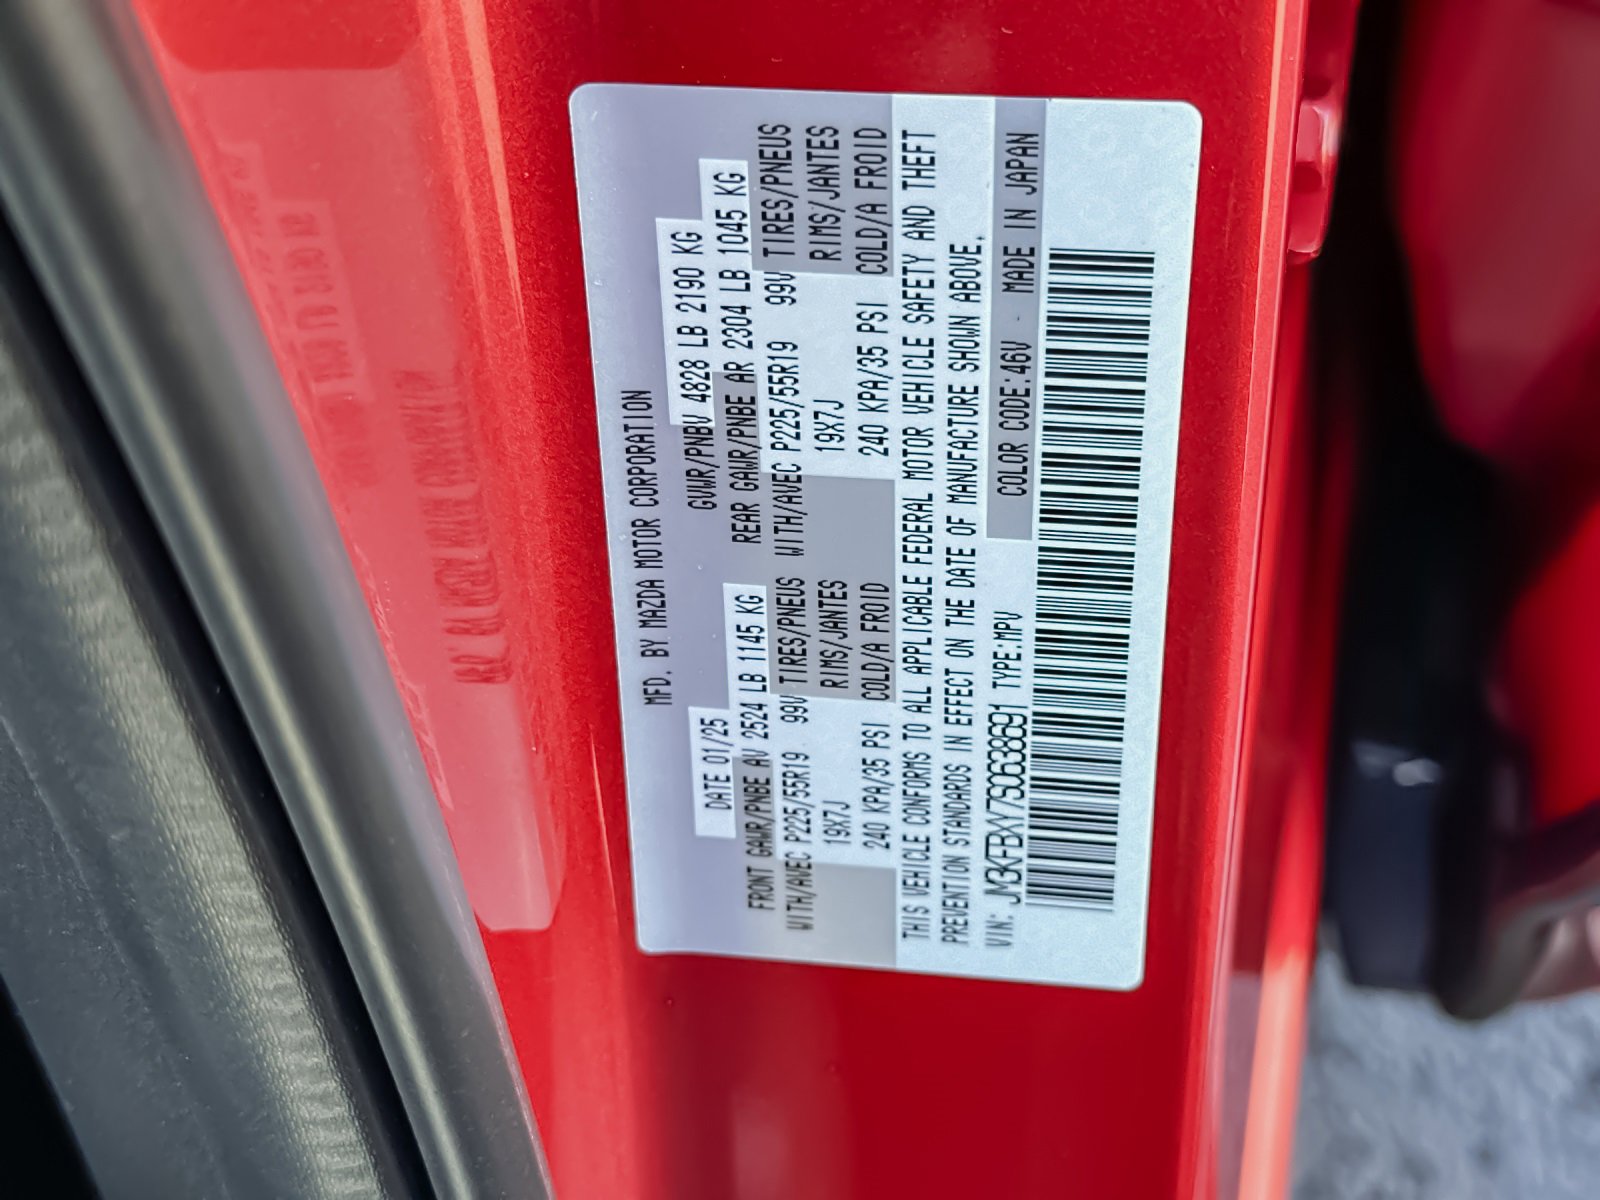 MFD. BY MAZDA MOTOR CORPORATION
DATE 01/25 GVWR/PNBV 4828 LB 2190 KG
FRONT GAWR/PNBE AV 2524 LB 1145 KG REAR GAWR/PNBE AR 2304 LB 1045 KG
WITH/AVEC P225/55R19 99V TIRES/PNEUS WITH/AVEC P225/55R19 99V TIRES/PNEUS
19X7J RIMS/JANTES 19X7J RIMS/JANTES
240 KPA/35 PSI COLD/A FROID 240 KPA/35 PSI COLD/A FROID
THIS VEHICLE CONFORMS TO ALL APPLICABLE FEDERAL MOTOR VEHICLE SAFETY AND THEFT
PREVENTION STANDARDS IN EFFECT ON THE DATE OF MANUFACTURE SHOWN ABOVE.
VIN: TYPE:MPV COLOR CODE:46V MADE IN JAPAN